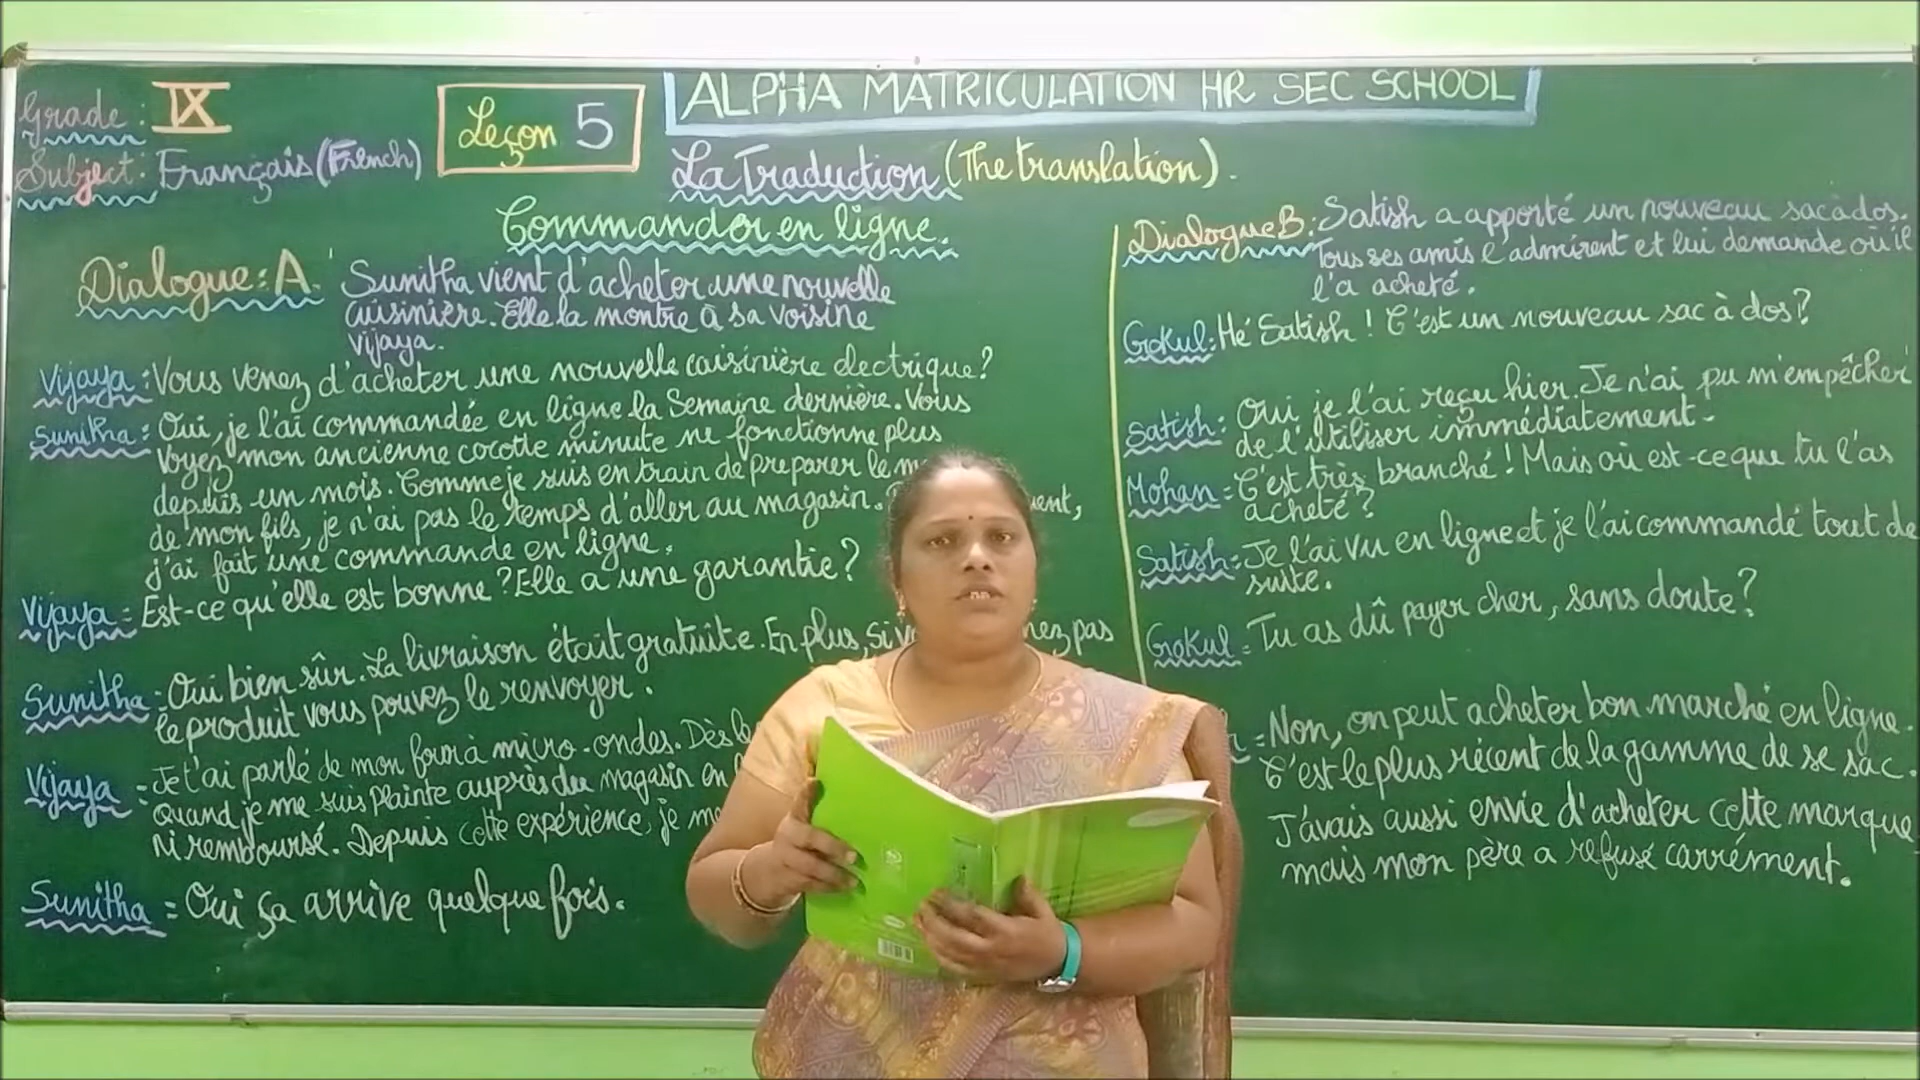 ALPHA MATRICULATION HR SEC SCHOOL
Grade: IX
Subject: Français (French)
Leçon 5
La Traduction (The translation).
Commander en ligne.
Dialogue: A. Sunitha vient d'acheter une nouvelle
cuisinière. Elle la montre à sa voisine
Vijaya.
Vijaya: Vous venez d'acheter une nouvelle cuisinière electrique?
Sunitha: Oui, je l'ai commandée en ligne la Semaine dernière. Vous
voyez mon ancienne cocotte minute ne fonctionne plus
depuis un mois. Comme je suis en train de preparer le
de mon fils, je n'ai pas le temps d'aller au magasin.
j'ai fait une commande en ligne.
Vijaya = Est-ce qu'elle est bonne? Elle a une garantie?
Sunitha = Oui bien sûr. La livraison était gratuite. En plus, si pas
le produit vous pouvez le renvoyer.
Vijaya = Je t'ai parlé de mon four à micro-ondes. Dès le
Quand je me suis plainte auprès du magasin en
ni remboursé. Depuis cette expérience, je
Sunitha = Oui ça arrive quelque fois.
Dialogue B: Satish a apporté un nouveau sac à dos.
Tous ses amis l'admirent et lui demande où il
l'a acheté.
Gokul: Hé Satish! C'est un nouveau sac à dos?
Satish: Oui je l'ai reçu hier. Je n'ai pu m'empêcher
de l'utiliser immédiatement-
Mohan = C'est très branché! Mais où est-ce que tu l'as
acheté?
Satish = Je l'ai vu en ligne et je l'ai commandé tout de
suite.
Gokul = Tu as dû payer cher, sans doute?
= Non, on peut acheter bon marché en ligne.
C'est le plus récent de la gamme de se sac.
J'avais aussi envie d'acheter cette marque
mais mon père a refusé carrément.